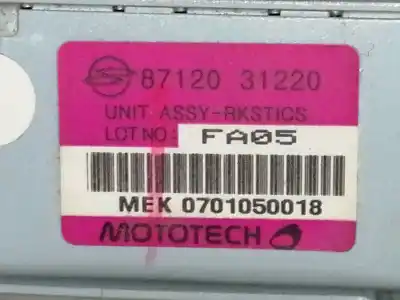 87120 31220
UNIT ASSY-RKSTICS
LOT NO: FA05
MEK 0701050018
MOTOTECH